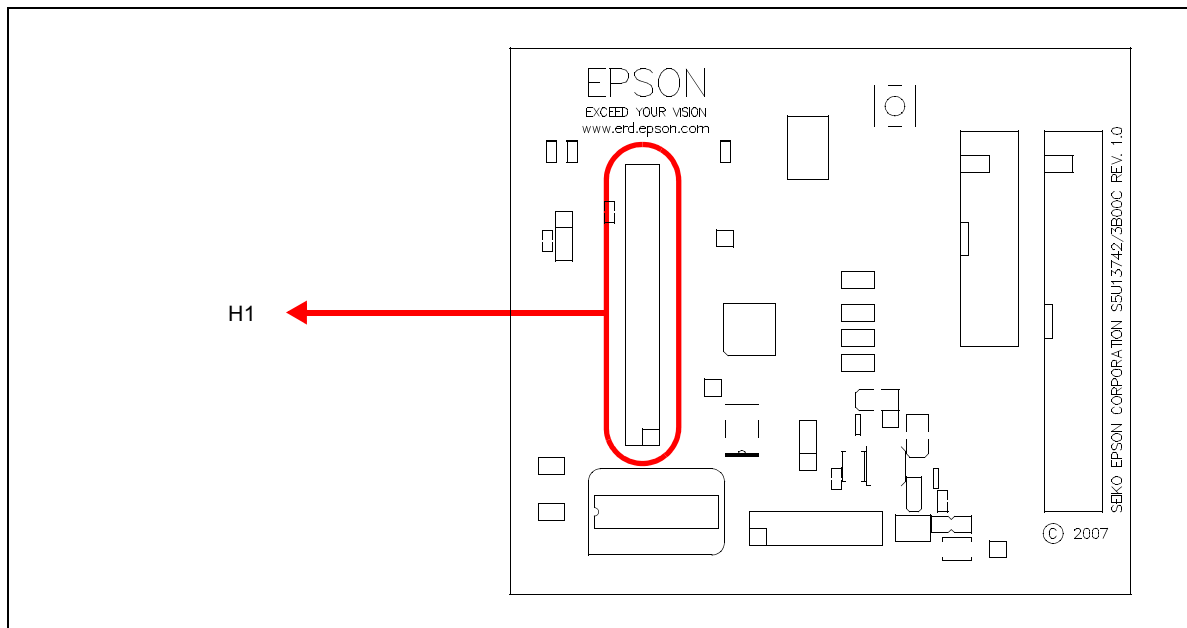 EPSON
EXCEED YOUR VISION
www.erd.epson.com
H1
SEIKO EPSON CORPORATION S5U13742/3B00C REV. 1.0
© 2007